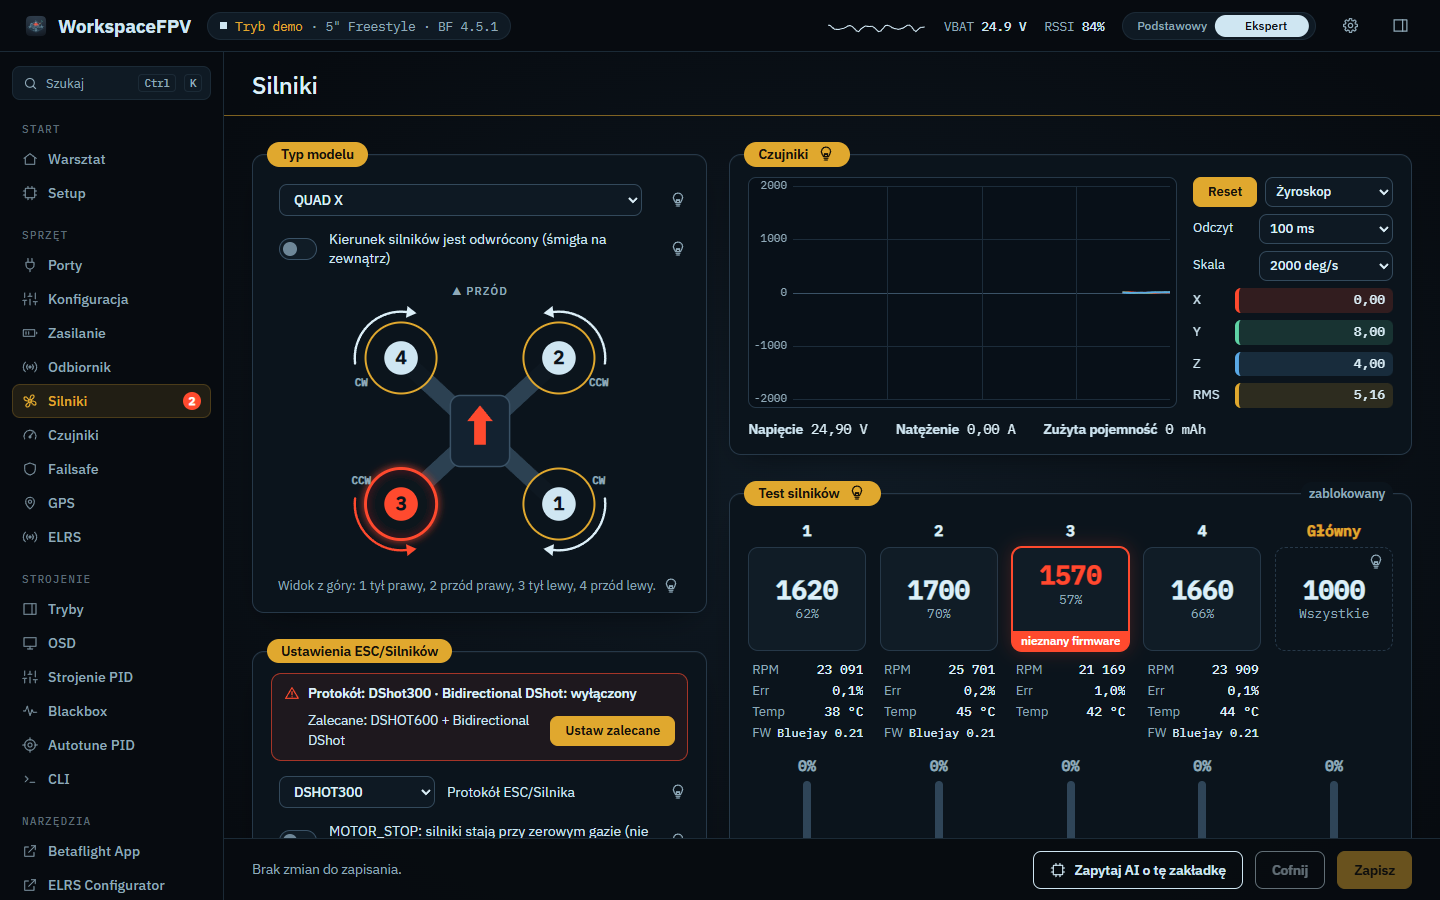 WorkspaceFPV
Tryb demo · 5" Freestyle · BF 4.5.1
VBAT 24.9 V
RSSI 84%
Podstawowy
Ekspert
Szukaj
Ctrl K
START
Warsztat
Setup
SPRZĘT
Porty
Konfiguracja
Zasilanie
Odbiornik
Silniki 2
Czujniki
Failsafe
GPS
ELRS
STROJENIE
Tryby
OSD
Strojenie PID
Blackbox
Autotune PID
CLI
NARZĘDZIA
Betaflight App
ELRS Configurator
Silniki
Typ modelu
QUAD X
Kierunek silników jest odwrócony (śmigła na
zewnątrz)
▲ PRZÓD
4
CW
2
CCW
CCW
3
CW
1
Widok z góry: 1 tył prawy, 2 przód prawy, 3 tył lewy, 4 przód lewy.
Ustawienia ESC/Silników
Protokół: DShot300 · Bidirectional DShot: wyłączony
Zalecane: DSHOT600 + Bidirectional
DShot
Ustaw zalecane
DSHOT300
Protokół ESC/Silnika
MOTOR_STOP: silniki stają przy zerowym gazie (nie
Czujniki
2000
1000
0
-1000
-2000
Reset
Żyroskop
Odczyt
100 ms
Skala
2000 deg/s
X 0,00
Y 8,00
Z 4,00
RMS 5,16
Napięcie 24,90 V
Natężenie 0,00 A
Zużyta pojemność 0 mAh
Test silników
zablokowany
1 2 3 4 Główny
1620 1700 1570 1660 1000
62% 70% 57% 66% Wszystkie
nieznany firmware
RPM 23 091 RPM 25 701 RPM 21 169 RPM 23 909
Err 0,1% Err 0,2% Err 1,0% Err 0,1%
Temp 38 °C Temp 45 °C Temp 42 °C Temp 44 °C
FW Bluejay 0.21 FW Bluejay 0.21 FW Bluejay 0.21
0% 0% 0% 0% 0%
Brak zmian do zapisania.
Zapytaj AI o tę zakładkę
Cofnij
Zapisz